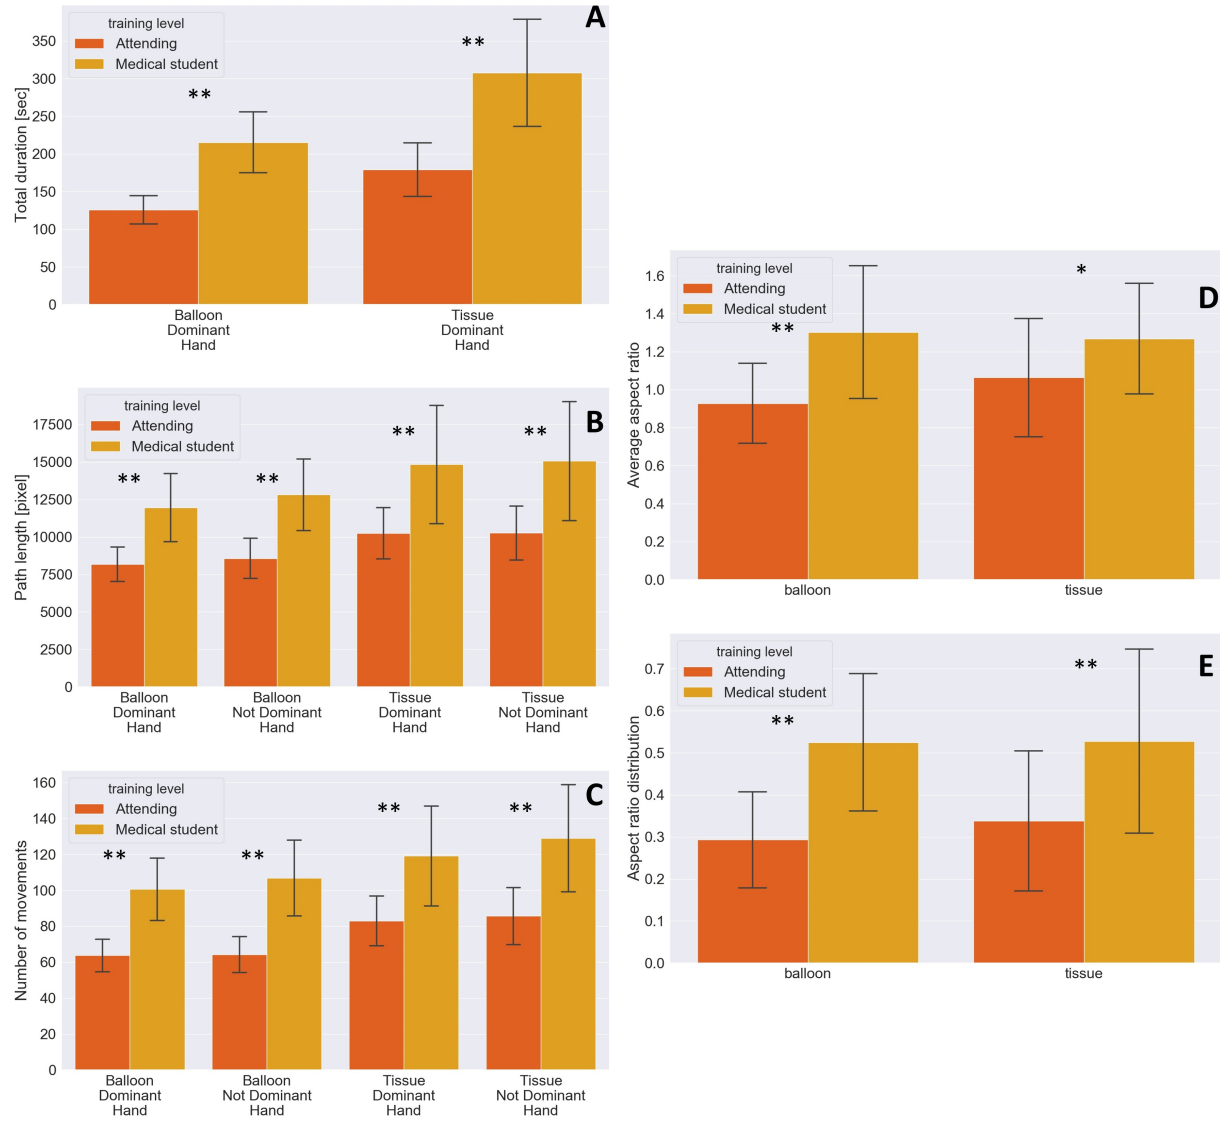 A
training level
Attending
Medical student
**
**
Total duration [sec]
350
300
250
200
150
100
50
0
Balloon
Dominant
Hand
Tissue
Dominant
Hand
B
training level
Attending
Medical student
**
**
**
**
Path length [pixel]
17500
15000
12500
10000
7500
5000
2500
0
Balloon
Dominant
Hand
Balloon
Not Dominant
Hand
Tissue
Dominant
Hand
Tissue
Not Dominant
Hand
C
training level
Attending
Medical student
**
**
**
**
Number of movements
160
140
120
100
80
60
40
20
0
Balloon
Dominant
Hand
Balloon
Not Dominant
Hand
Tissue
Dominant
Hand
Tissue
Not Dominant
Hand
D
training level
Attending
Medical student
**
*
Average aspect ratio
1.6
1.4
1.2
1.0
0.8
0.6
0.4
0.2
0.0
balloon
tissue
E
training level
Attending
Medical student
**
**
Aspect ratio distribution
0.7
0.6
0.5
0.4
0.3
0.2
0.1
0.0
balloon
tissue